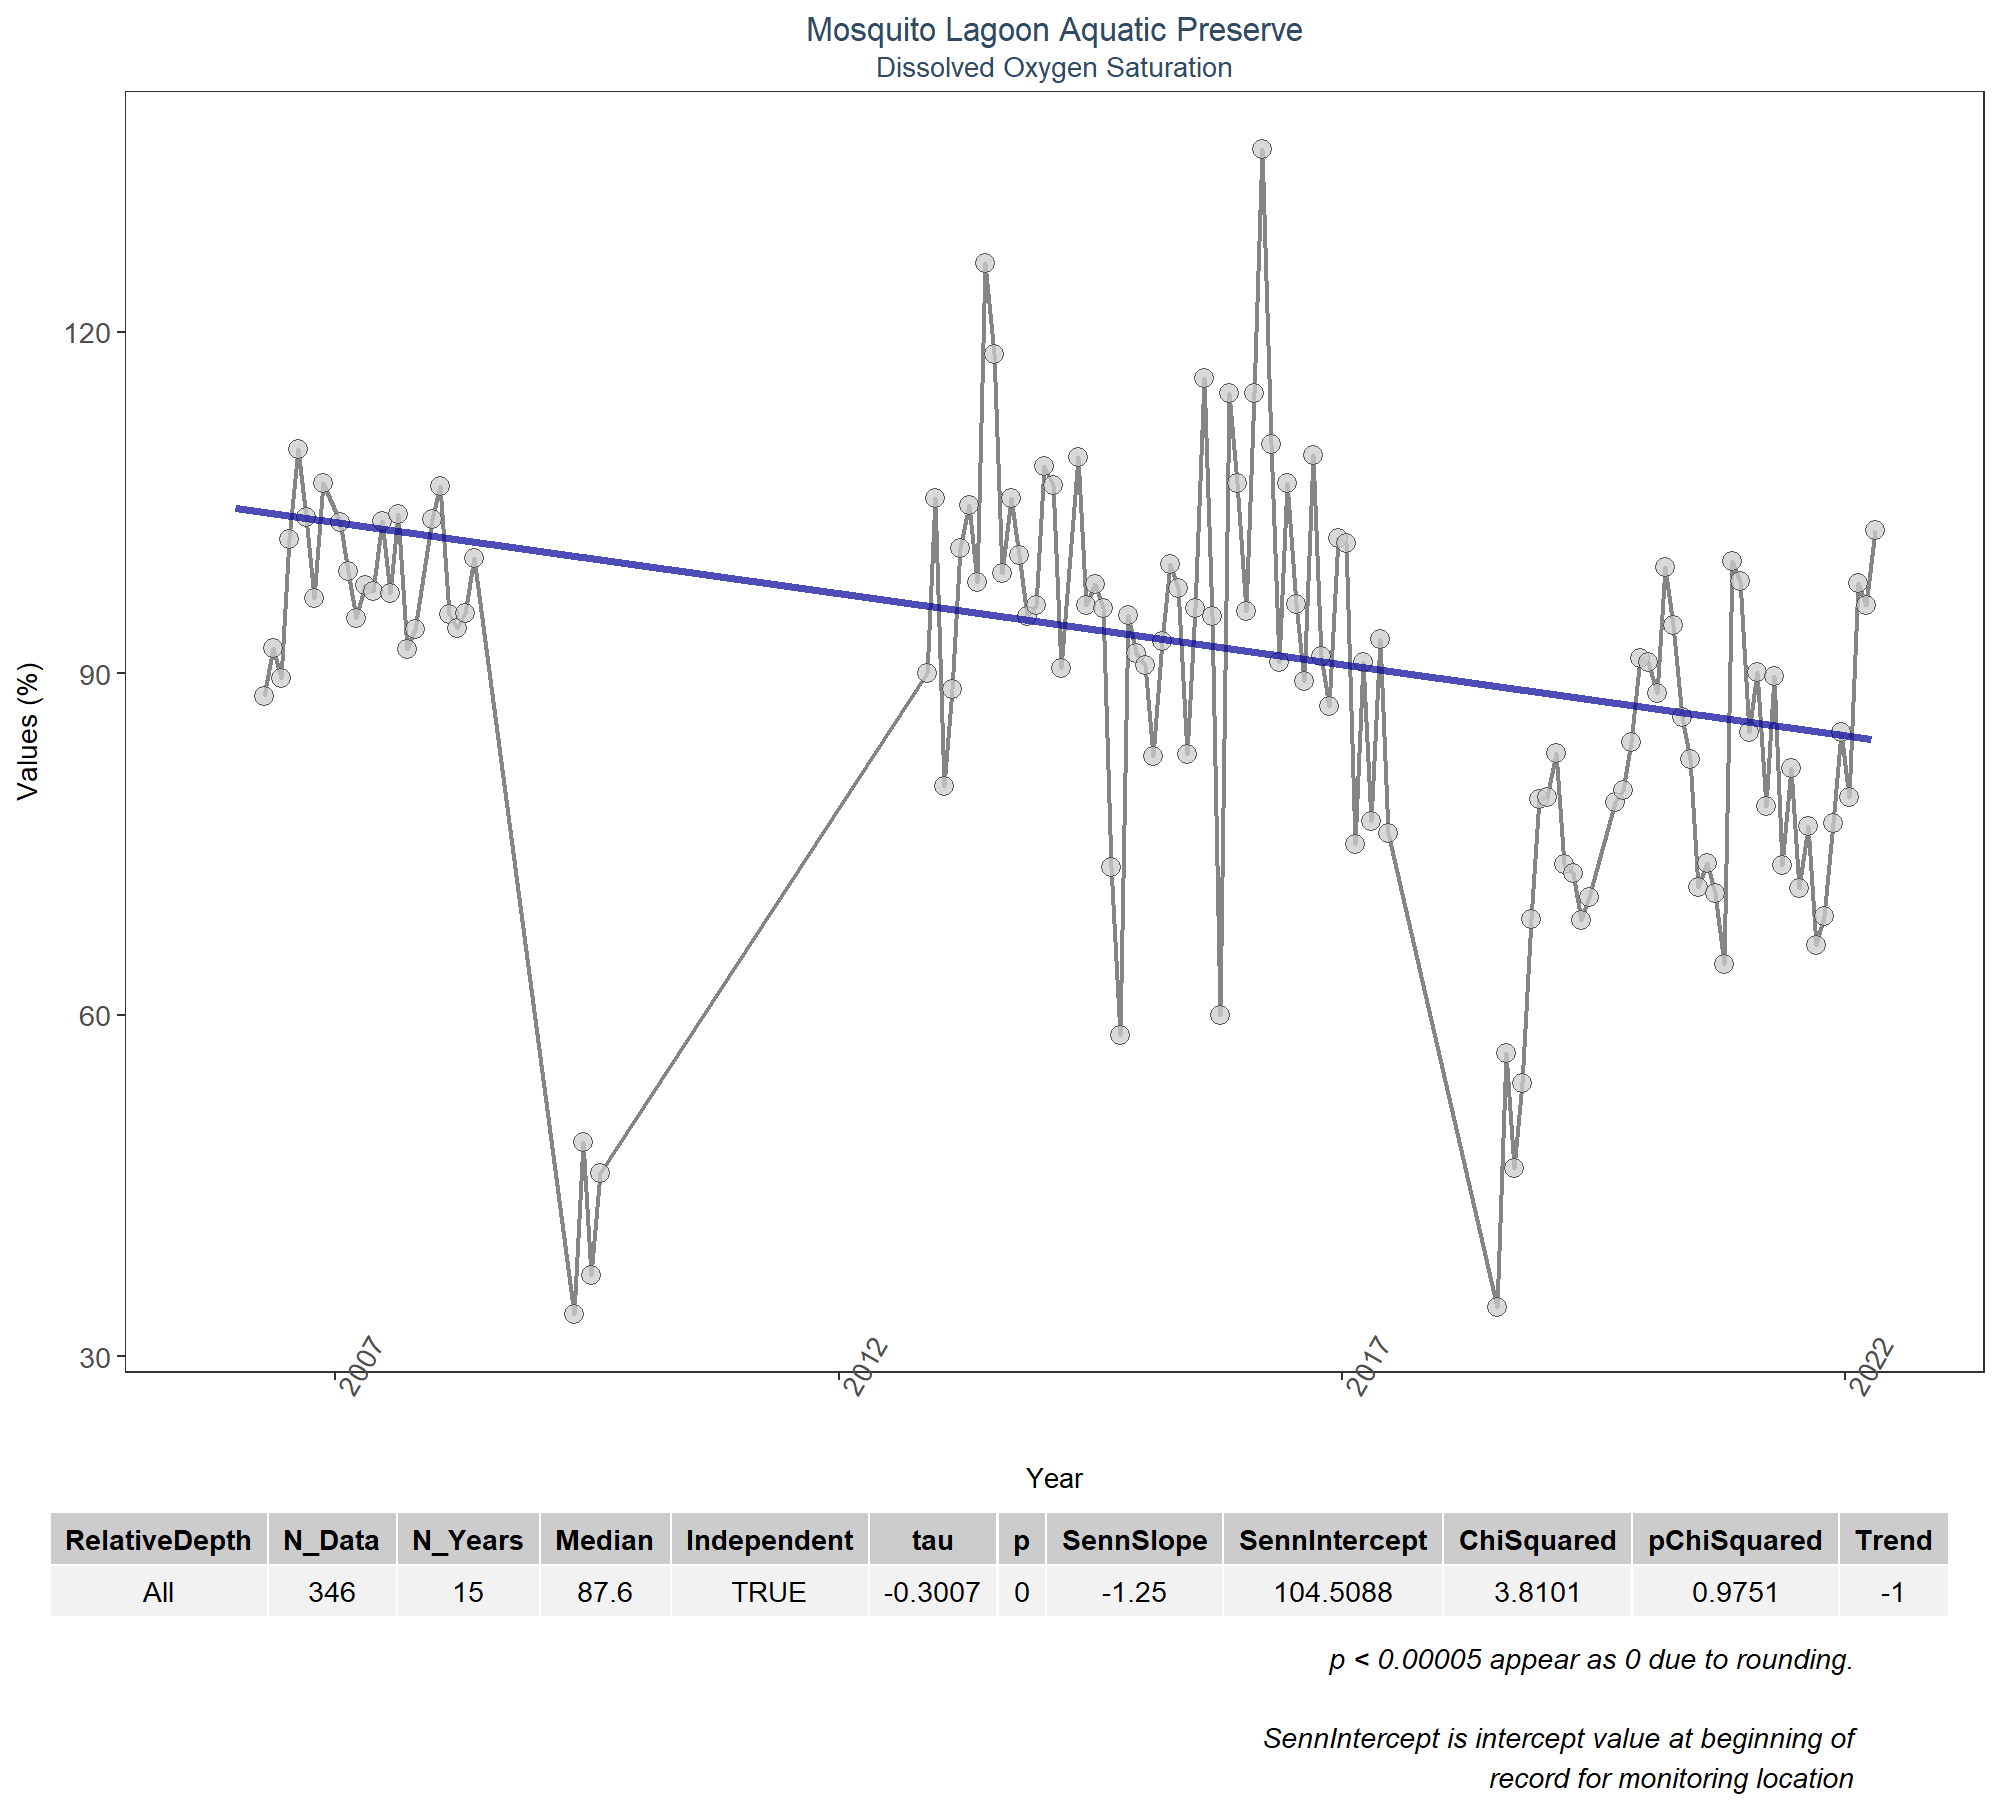 Mosquito Lagoon Aquatic Preserve
Dissolved Oxygen Saturation
120
90
60
30
Values (%)
2007 2012 2017 2022
Year
RelativeDepth N_Data N_Years Median Independent tau p SennSlope SennIntercept ChiSquared pChiSquared Trend
All 346 15 87.6 TRUE -0.3007 0 -1.25 104.5088 3.8101 0.9751 -1
p < 0.00005 appear as 0 due to rounding.
SennIntercept is intercept value at beginning of
record for monitoring location